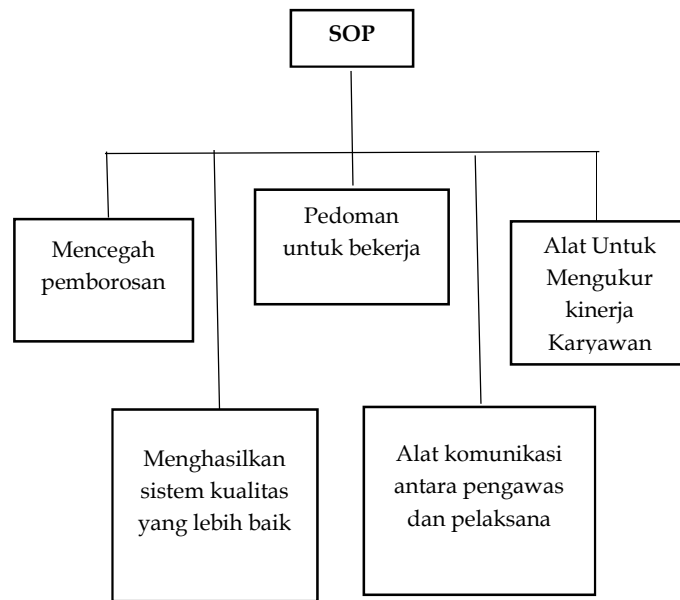 SOP
Mencegah
pemborosan
Pedoman
untuk bekerja
Alat Untuk
Mengukur
kinerja
Karyawan
Menghasilkan
sistem kualitas
yang lebih baik
Alat komunikasi
antara pengawas
dan pelaksana